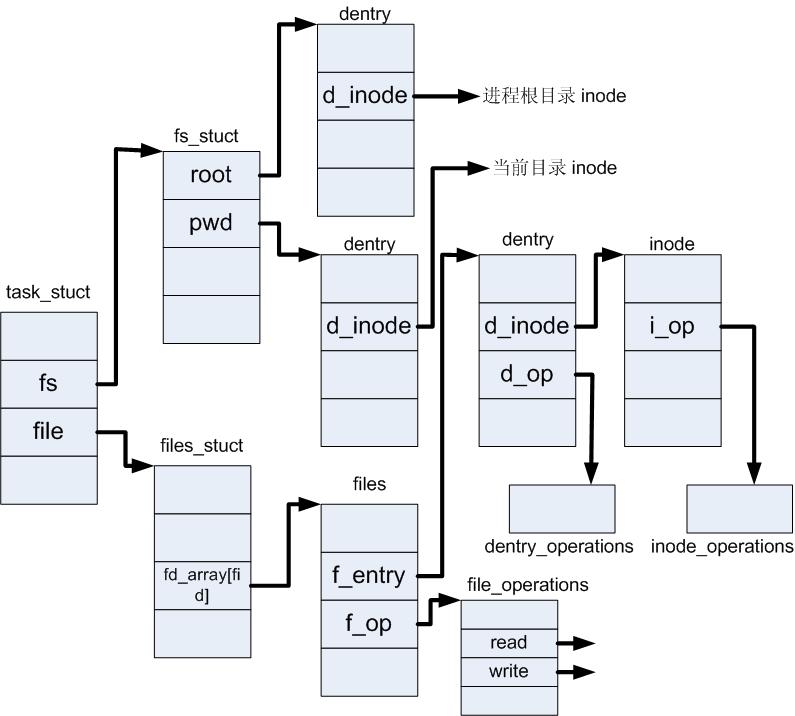 dentry
d_inode
进程根目录 inode
fs_stuct
root
pwd
当前目录 inode
dentry
d_inode
dentry
d_inode
d_op
inode
i_op
task_stuct
fs
file
files_stuct
fd_array[fi
d]
files
f_entry
f_op
dentry_operations
inode_operations
file_operations
read
write